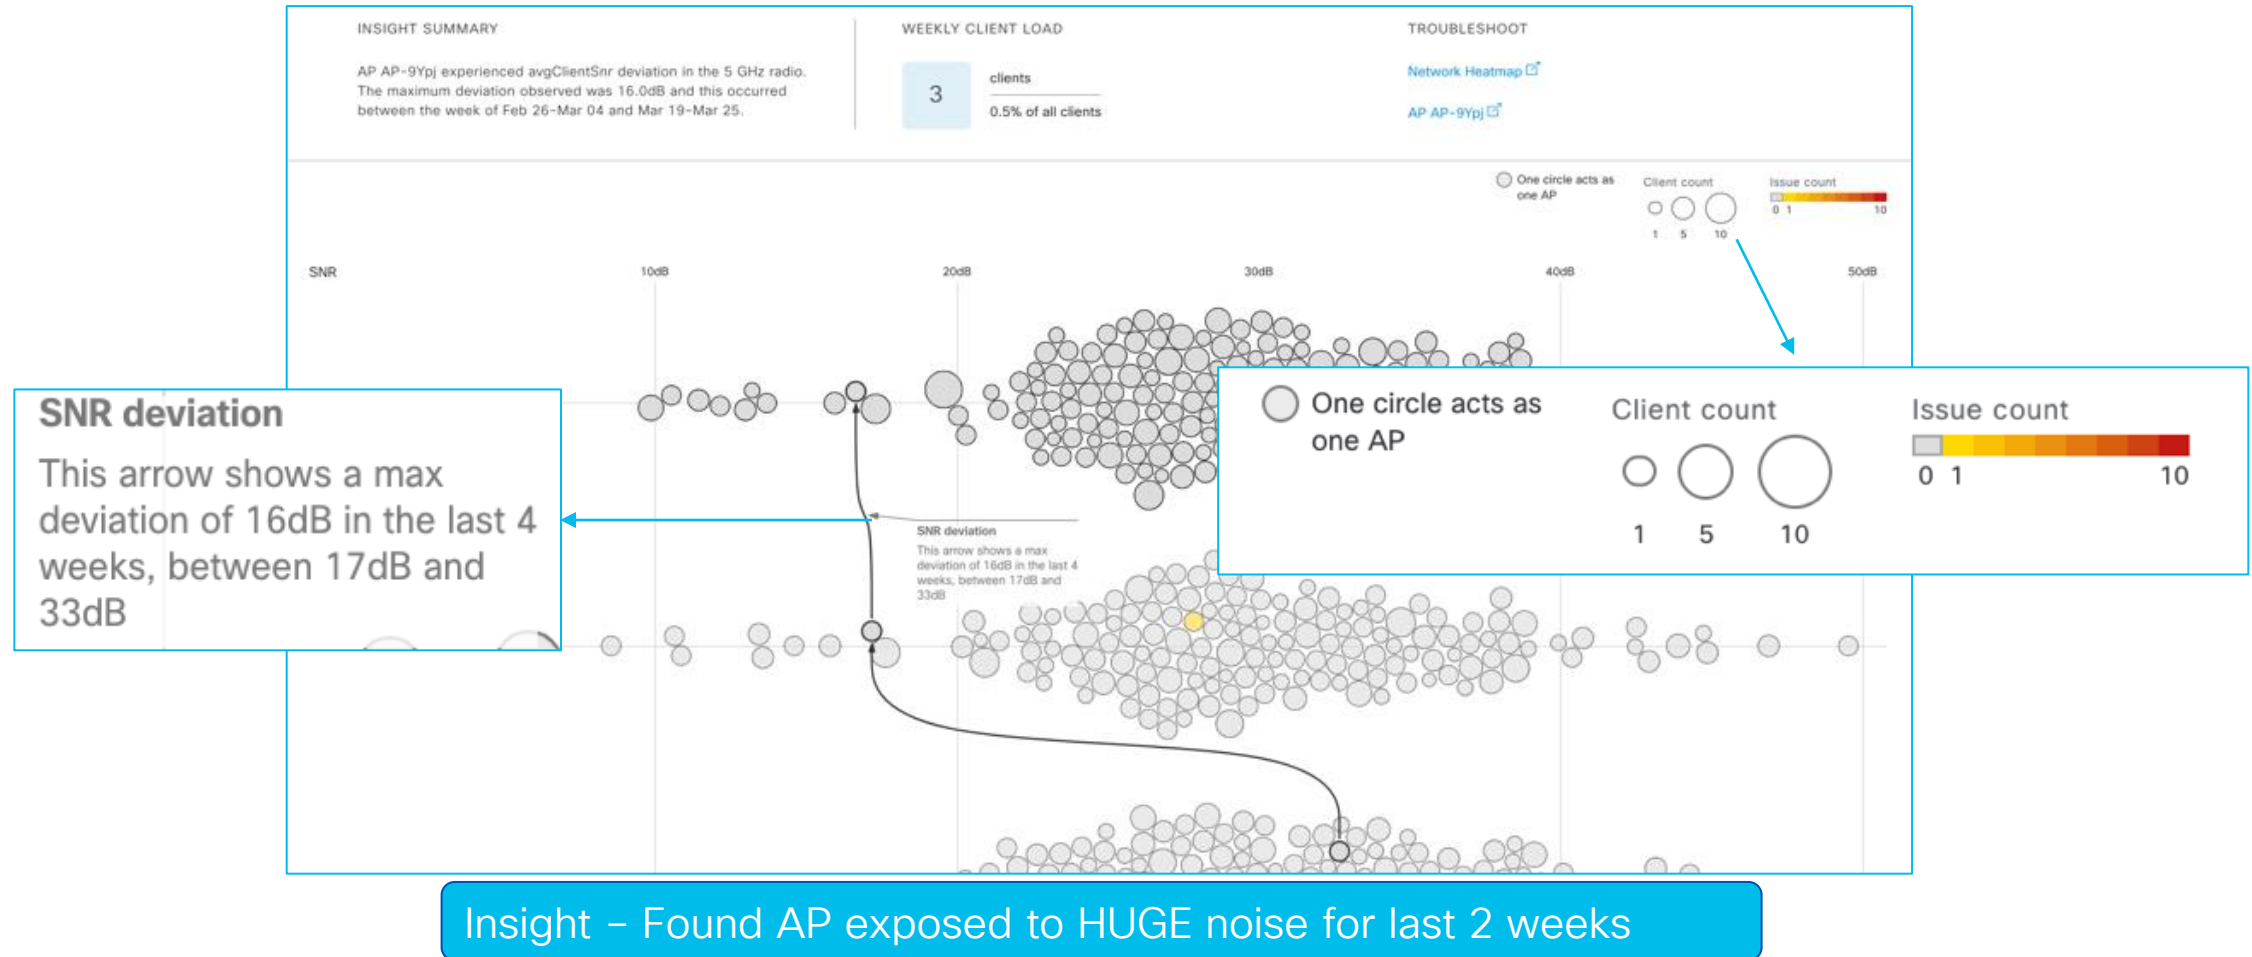 INSIGHT SUMMARY
AP AP-9Ypj experienced avgClientSnr deviation in the 5 GHz radio.
The maximum deviation observed was 16.0dB and this occurred
between the week of Feb 26-Mar 04 and Mar 19-Mar 25.
WEEKLY CLIENT LOAD
3
clients
0.5% of all clients
TROUBLESHOOT
Network Heatmap
AP AP-9Ypj
One circle acts as
one AP
Client count
1 5 10
Issue count
0 1 10
SNR 10dB 20dB 30dB 40dB 50dB
SNR deviation
This arrow shows a max
deviation of 16dB in the last 4
weeks, between 17dB and
33dB
SNR deviation
This arrow shows a max
deviation of 16dB in the last 4
weeks, between 17dB and
33dB
One circle acts as
one AP
Client count
1 5 10
Issue count
0 1 10
Insight – Found AP exposed to HUGE noise for last 2 weeks